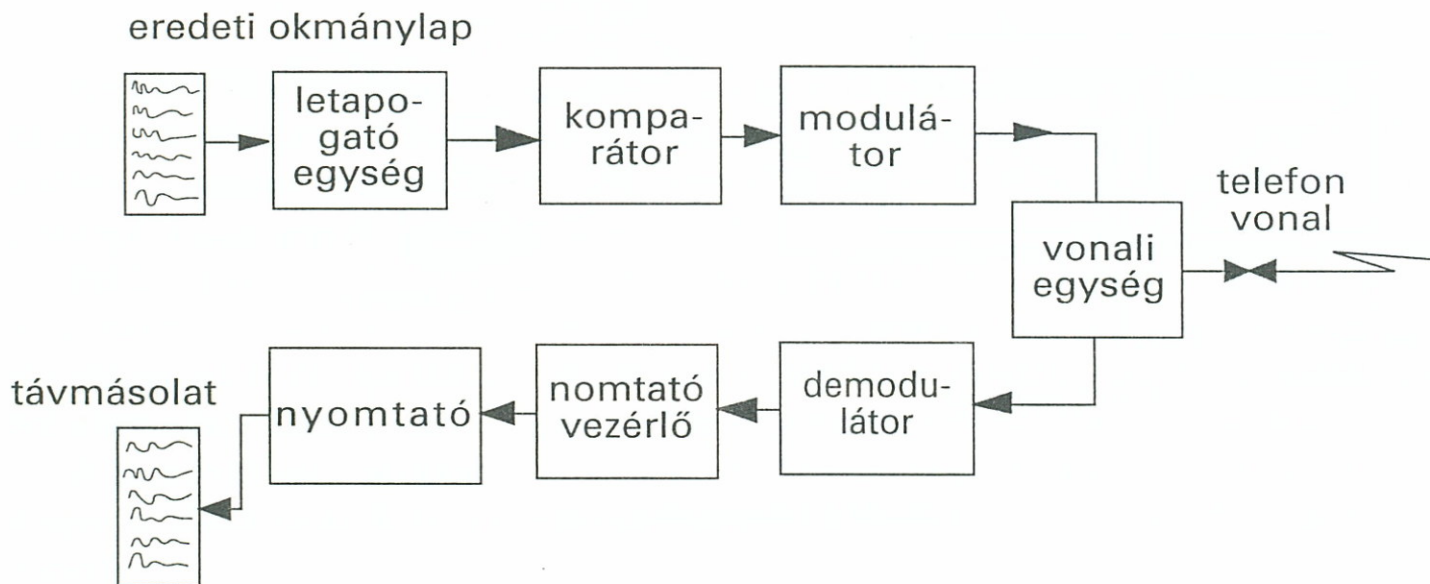 eredeti okmánylap
letapo-
gató
egység
kompa-
rátor
modulá-
tor
telefon
vonal
vonali
egység
távmásolat
nyomtató
nomtató
vezérlő
demodu-
látor